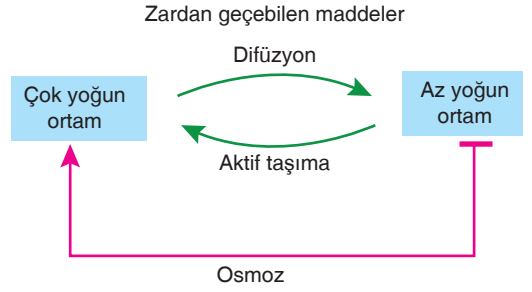 Zardan geçebilen maddeler
Difüzyon
Çok yoğun
ortam
Az yoğun
ortam
Aktif taşıma
Osmoz